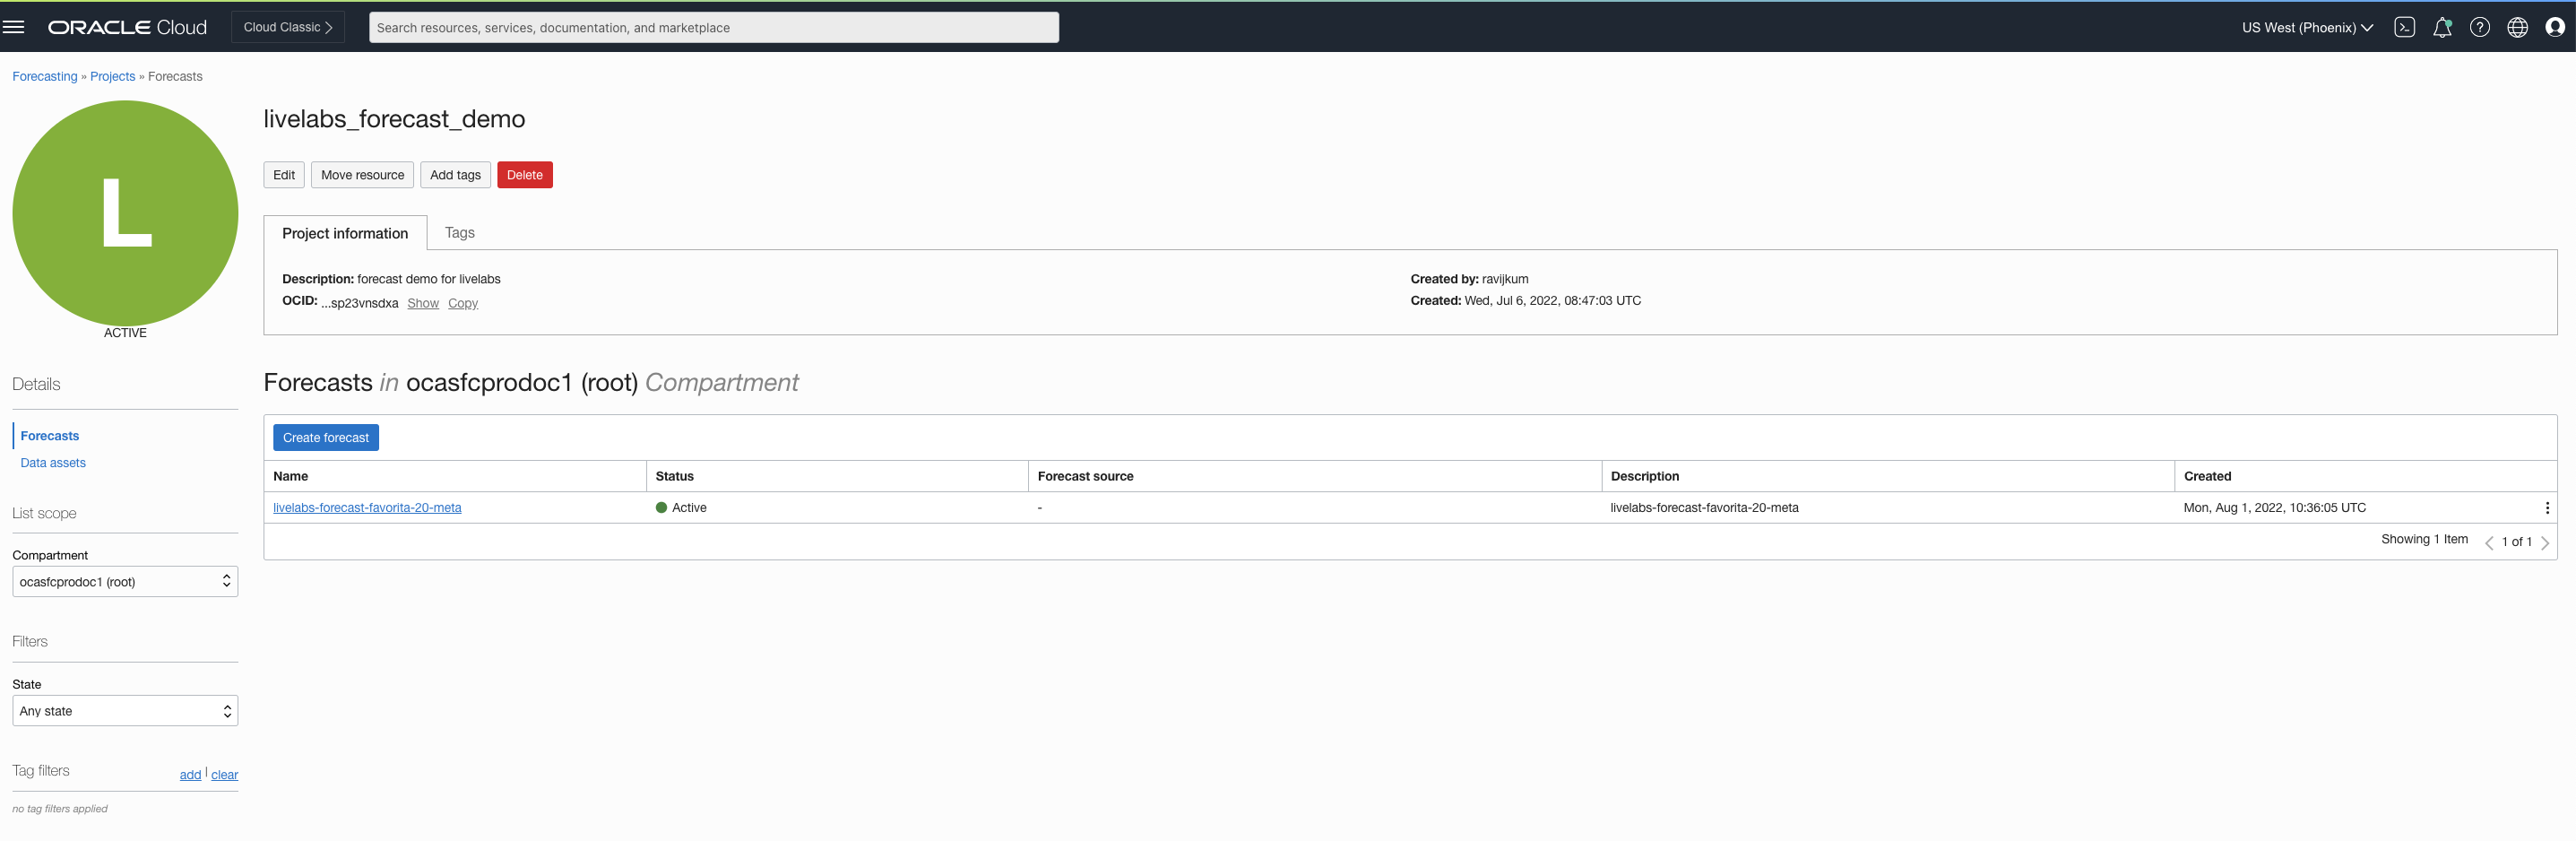 ORACLE Cloud
Cloud Classic
Search resources, services, documentation, and marketplace
US West (Phoenix)
Forecasting » Projects » Forecasts
L
ACTIVE
livelabs_forecast_demo
Edit
Move resource
Add tags
Delete
Project information
Tags
Description: forecast demo for livelabs
OCID: ...sp23vnsdxa Show Copy
Created by: ravijkum
Created: Wed, Jul 6, 2022, 08:47:03 UTC
Details
Forecasts
Data assets
List scope
Compartment
ocasfcprodoc1 (root)
Filters
State
Any state
Tag filters
add | clear
no tag filters applied
Forecasts in ocasfcprodoc1 (root) Compartment
Create forecast
Name Status Forecast source Description Created
livelabs-forecast-favorita-20-meta Active - livelabs-forecast-favorita-20-meta Mon, Aug 1, 2022, 10:36:05 UTC
Showing 1 Item 1 of 1